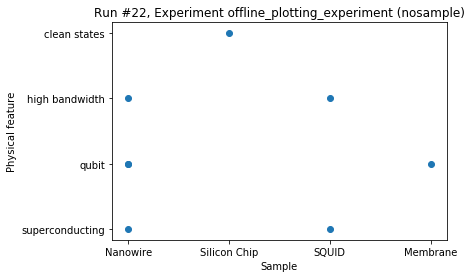 Run #22, Experiment offline_plotting_experiment (nosample)
clean states
high bandwidth
qubit
superconducting
Physical feature
Nanowire Silicon Chip SQUID Membrane
Sample